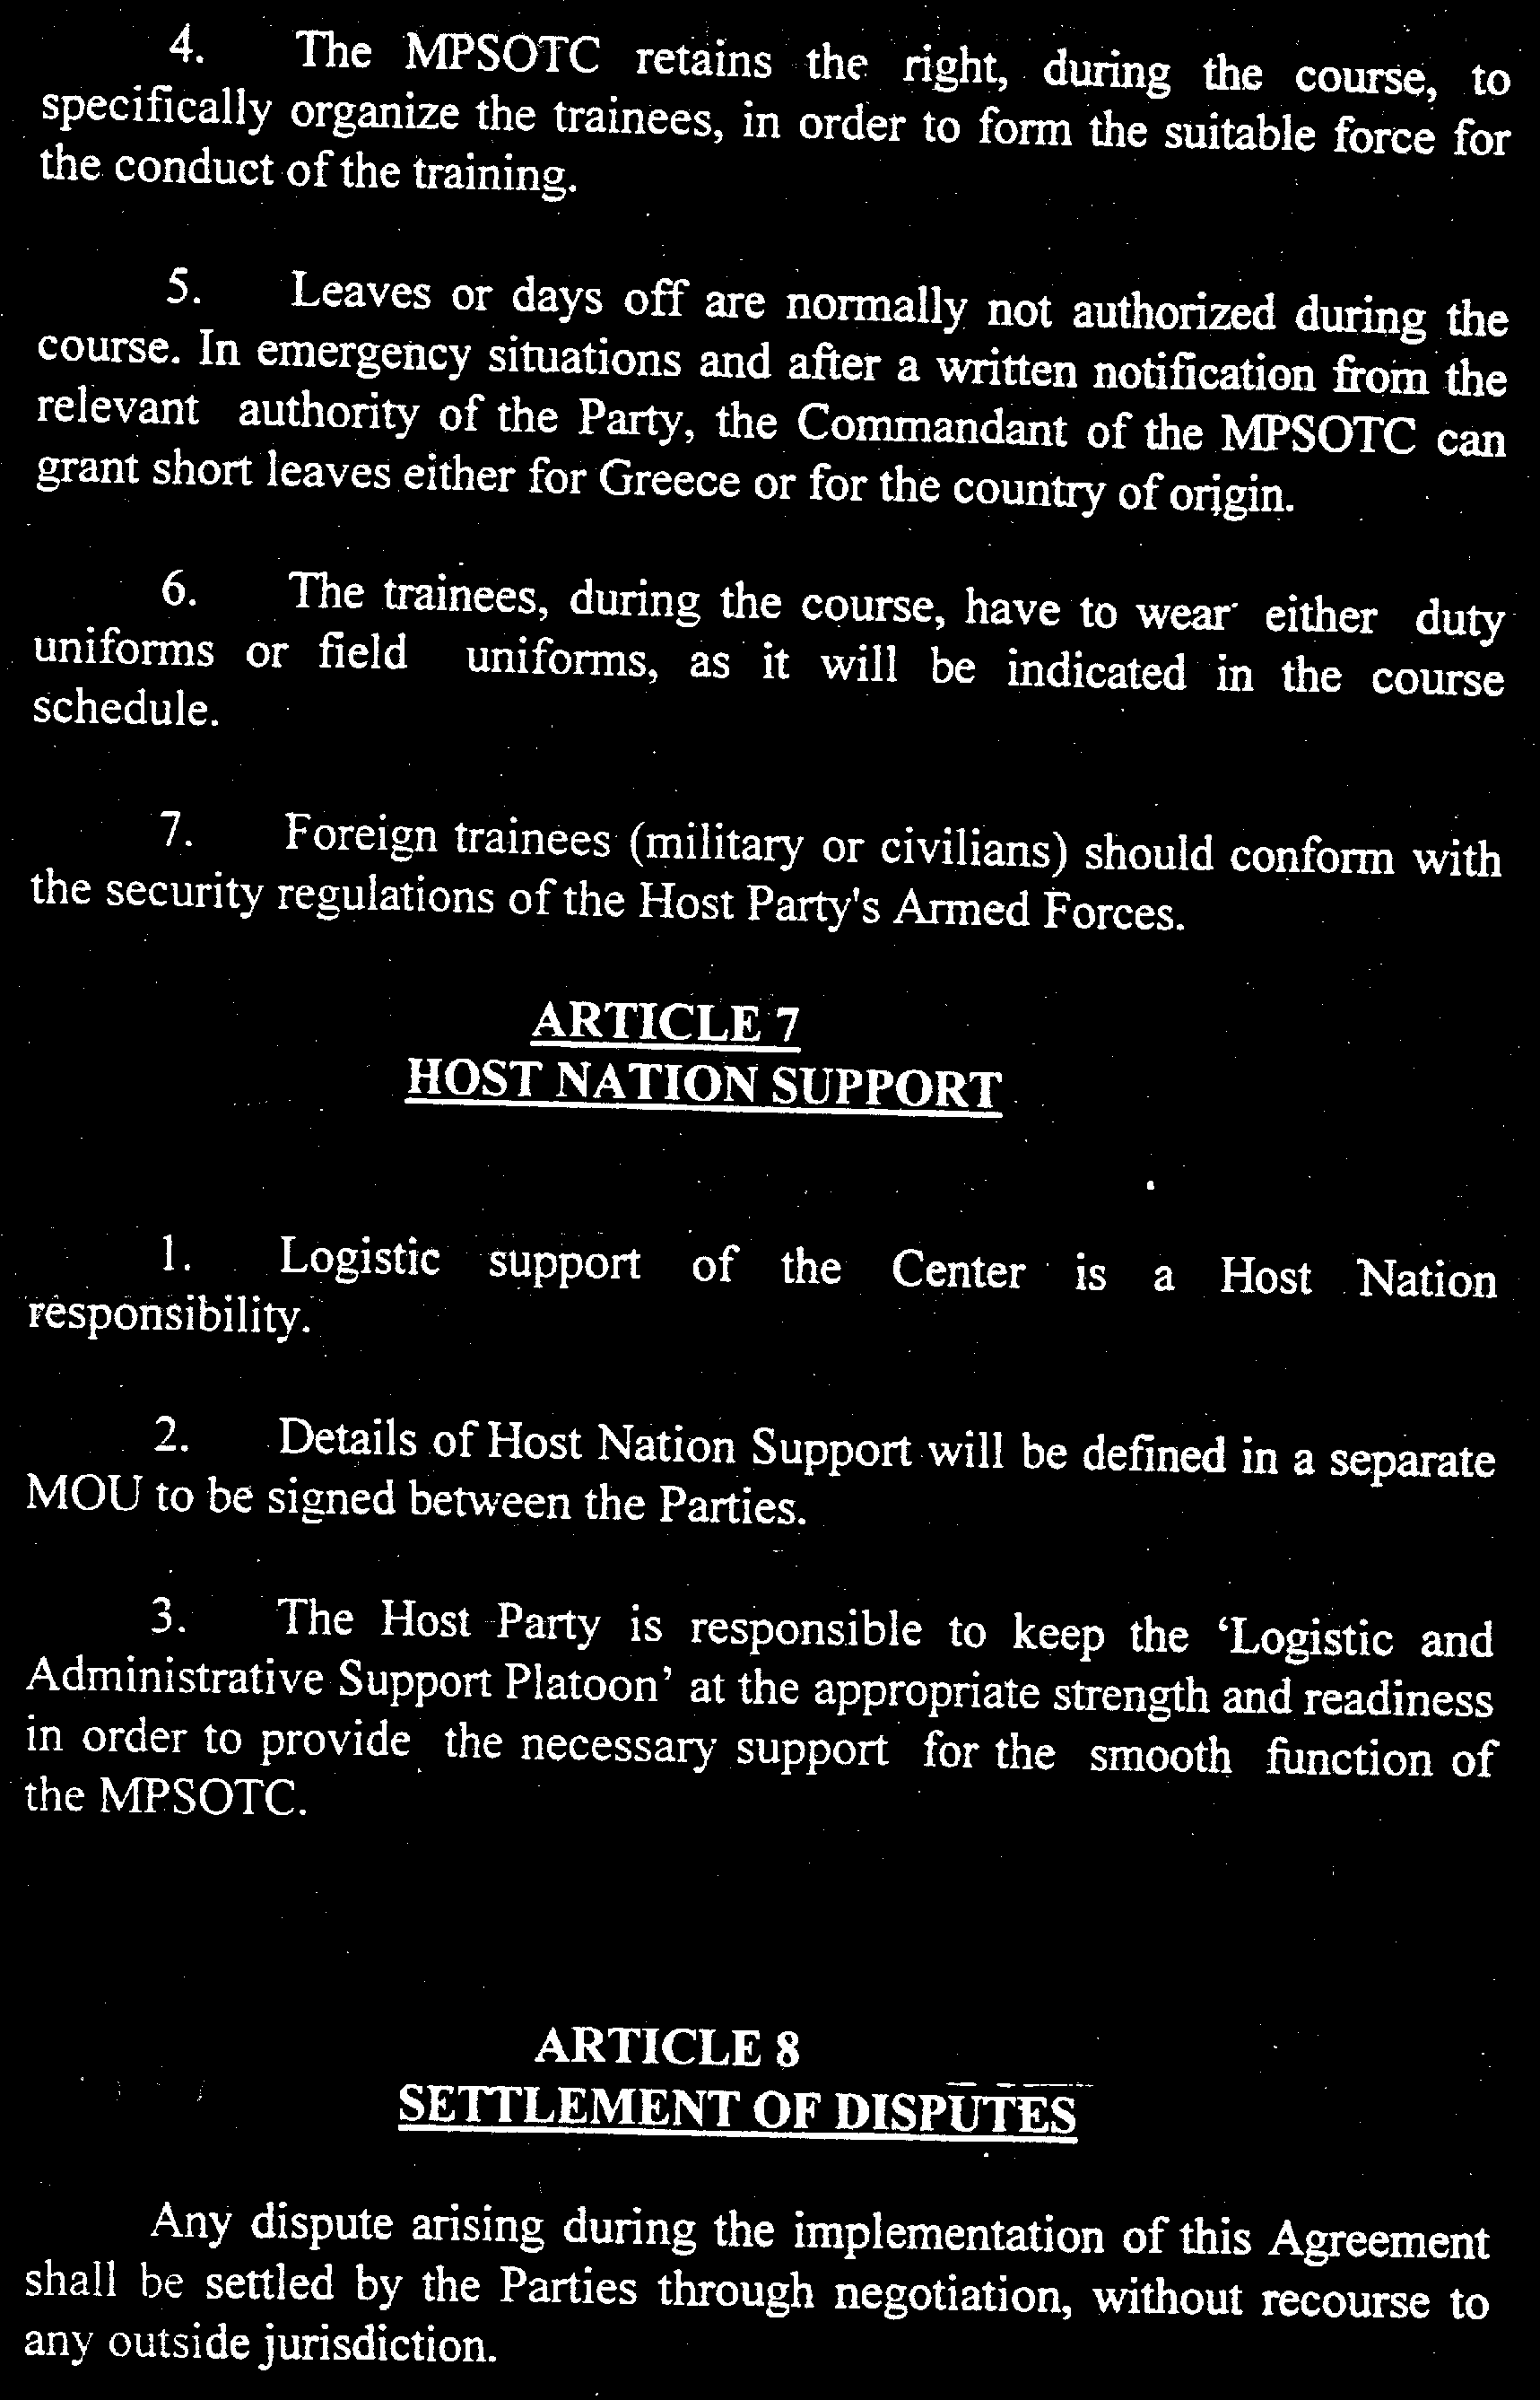 4. The MPSOTC retains the right, during the course, to
specifically organize the trainees, in order to form the suitable force for
the conduct of the training.
5. Leaves or days off are normally not authorized during the
course. In emergency situations and after a written notification from the
relevant authority of the Party, the Commandant of the MPSOTC can
grant short leaves either for Greece or for the country of origin.
6. The trainees, during the course, have to wear either duty
uniforms or field uniforms, as it will be indicated in the course
schedule.
7. Foreign trainees (military or civilians) should conform with
the security regulations of the Host Party's Armed Forces.
ARTICLE 7
HOST NATION SUPPORT
1. Logistic support of the Center is a Host Nation
responsibility.
2. Details of Host Nation Support will be defined in a separate
MOU to be signed between the Parties.
3. The Host Party is responsible to keep the ‘Logistic and
Administrative Support Platoon’ at the appropriate strength and readiness
in order to provide the necessary support for the smooth function of
the MPSOTC.
ARTICLE 8
SETTLEMENT OF DISPUTES
Any dispute arising during the implementation of this Agreement
shall be settled by the Parties through negotiation, without recourse to
any outside jurisdiction.